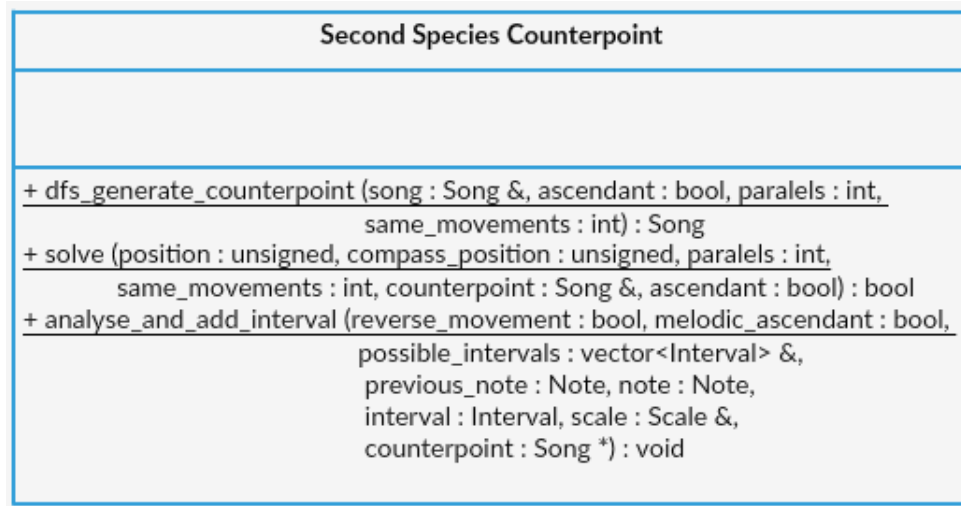 Second Species Counterpoint
+ dfs_generate_counterpoint (song : Song &, ascendant : bool, paralels : int,
same_movements : int) : Song
+ solve (position : unsigned, compass_position : unsigned, paralels : int,
same_movements : int, counterpoint : Song &, ascendant : bool) : bool
+ analyse_and_add_interval (reverse_movement : bool, melodic_ascendant : bool,
possible_intervals : vector<Interval> &,
previous_note : Note, note : Note,
interval : Interval, scale : Scale &,
counterpoint : Song *) : void